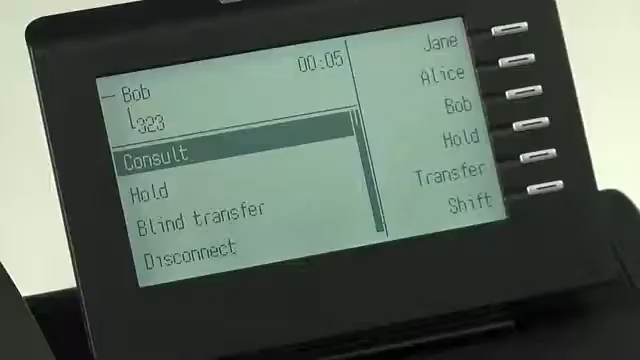 Bob 00:05
323
Consult
Hold
Blind transfer
Disconnect
Jane
Alice
Bob
Hold
Transfer
Shift